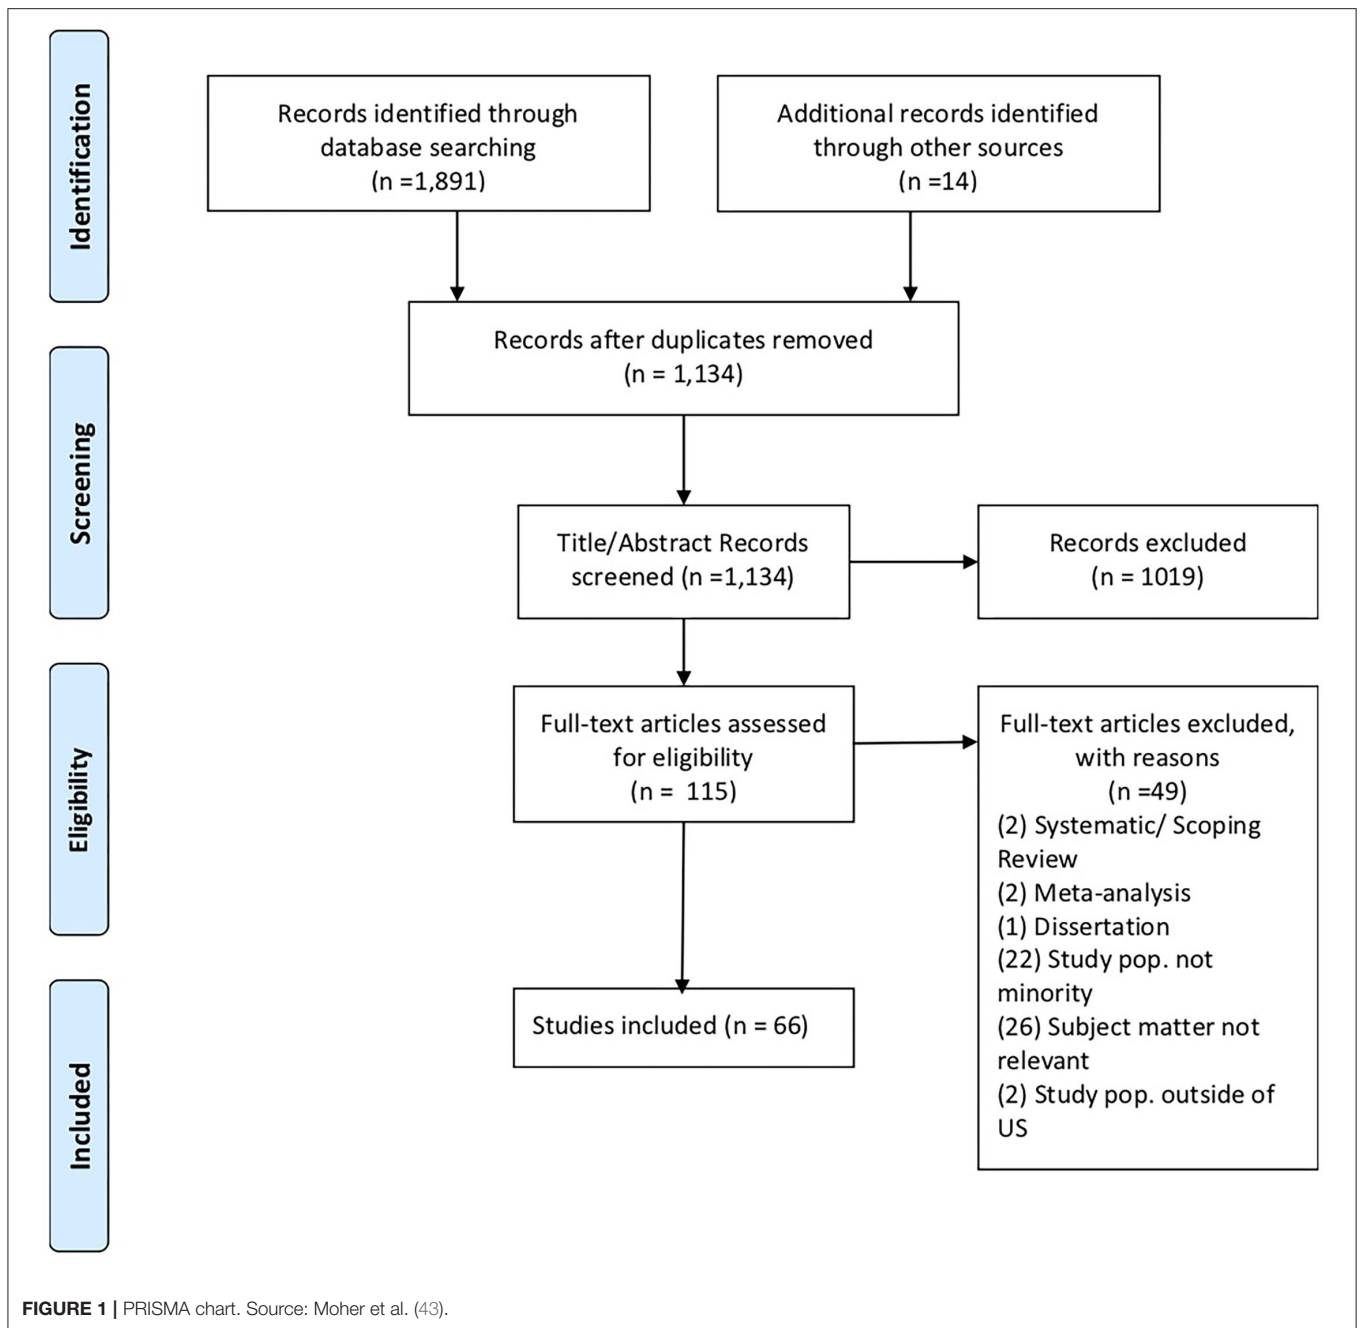 Identification
Records identified through
database searching
(n =1,891)
Additional records identified
through other sources
(n =14)
Records after duplicates removed
(n = 1,134)
Screening
Title/Abstract Records
screened (n =1,134)
Records excluded
(n = 1019)
Eligibility
Full-text articles assessed
for eligibility
(n = 115)
Full-text articles excluded,
with reasons
(n =49)
(2) Systematic/ Scoping
Review
(2) Meta-analysis
(1) Dissertation
(22) Study pop. not
minority
(26) Subject matter not
relevant
(2) Study pop. outside of
US
Included
Studies included (n = 66)
FIGURE 1 | PRISMA chart. Source: Moher et al. (43).